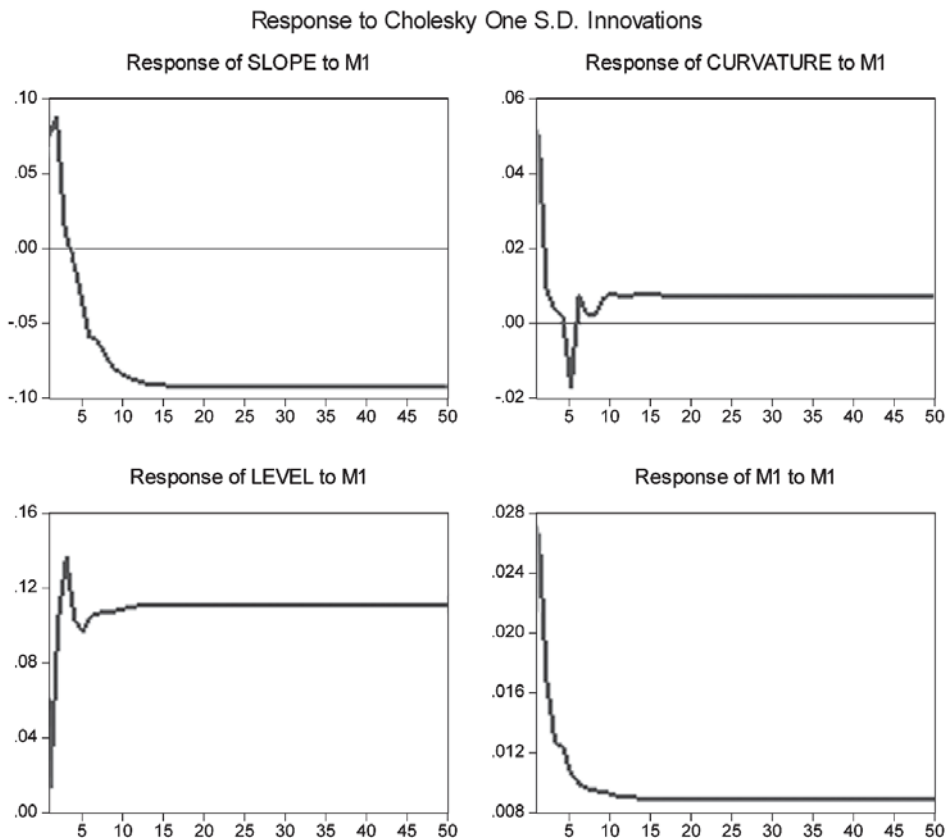 Response to Cholesky One S.D. Innovations
Response of SLOPE to M1
.10
.05
.00
-.05
-.10
5 10 15 20 25 30 35 40 45 50
Response of CURVATURE to M1
.06
.04
.02
.00
-.02
5 10 15 20 25 30 35 40 45 50
Response of LEVEL to M1
.16
.12
.08
.04
.00
5 10 15 20 25 30 35 40 45 50
Response of M1 to M1
.028
.024
.020
.016
.012
.008
5 10 15 20 25 30 35 40 45 50